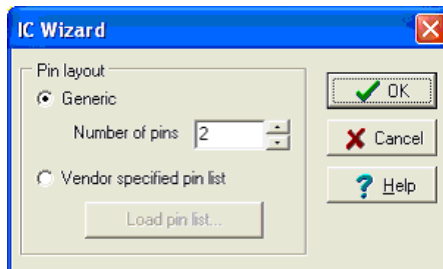 IC Wizard
Pin layout
Generic
Number of pins 2
Vendor specified pin list
Load pin list...
OK
Cancel
Help